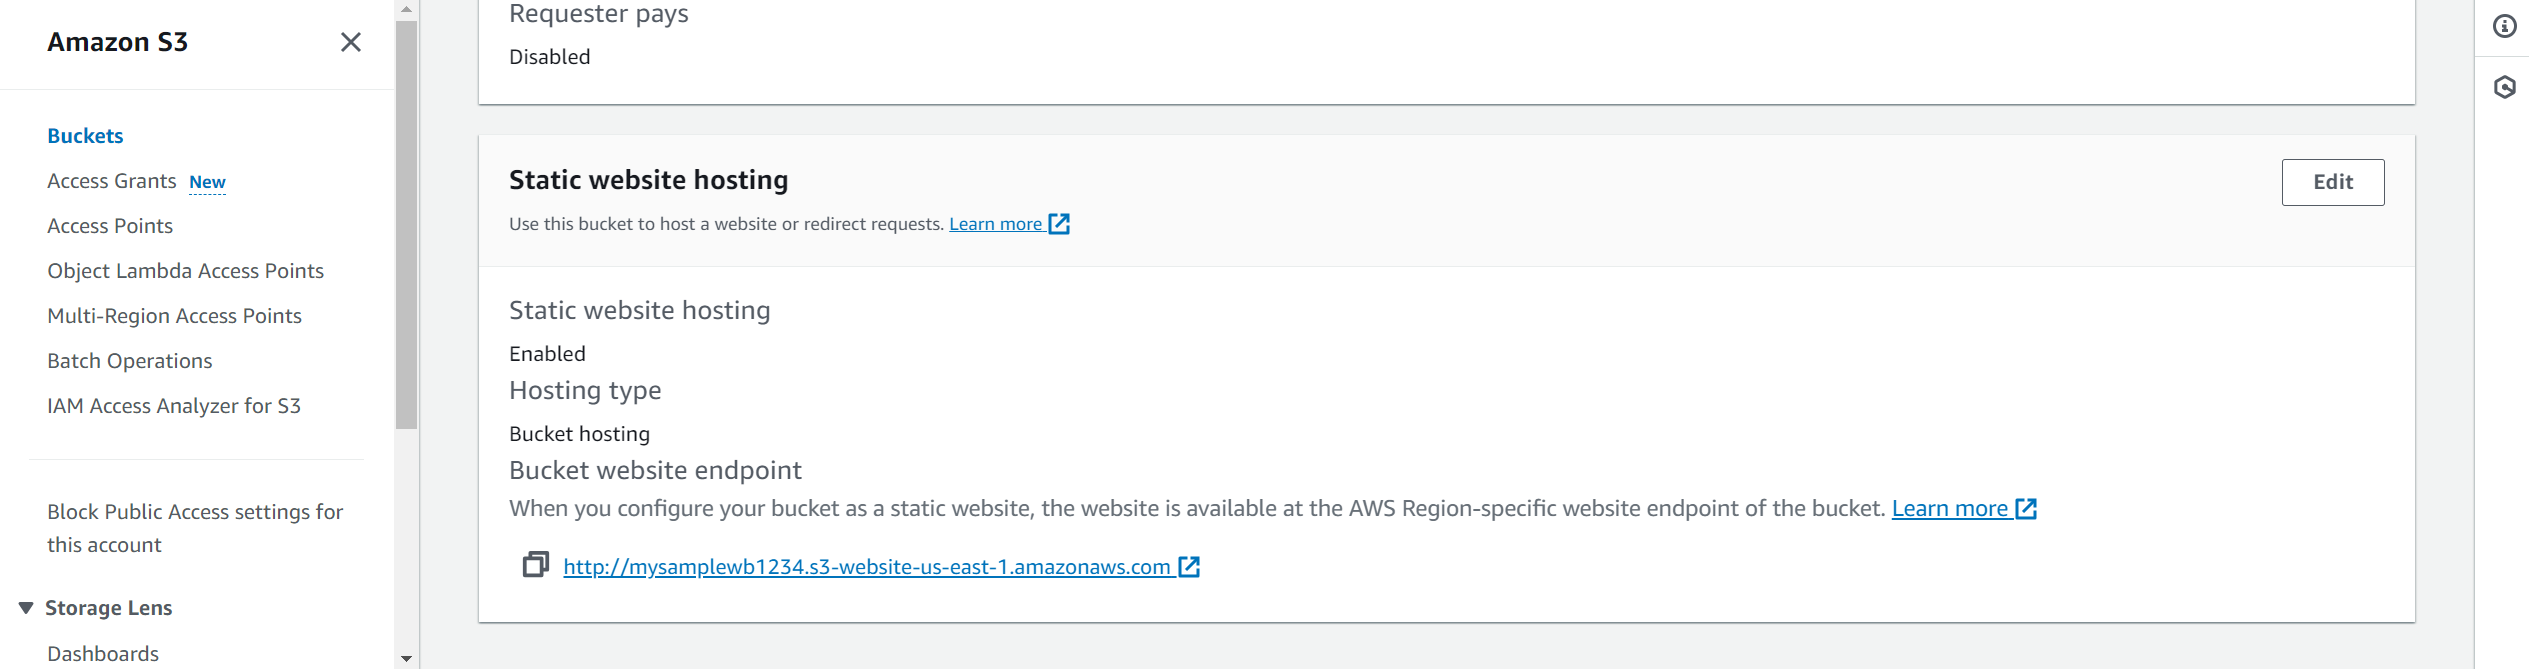 Amazon S3
Buckets
Access Grants New
Access Points
Object Lambda Access Points
Multi-Region Access Points
Batch Operations
IAM Access Analyzer for S3
Block Public Access settings for
this account
Storage Lens
Dashboards
Requester pays
Disabled
Static website hosting
Edit
Use this bucket to host a website or redirect requests. Learn more
Static website hosting
Enabled
Hosting type
Bucket hosting
Bucket website endpoint
When you configure your bucket as a static website, the website is available at the AWS Region-specific website endpoint of the bucket. Learn more
http://mysamplewb1234.s3-website-us-east-1.amazonaws.com